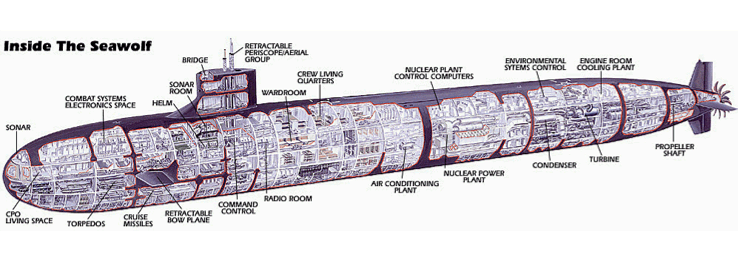 Inside The Seawolf
RETRACTABLE
PERISCOPE/AERIAL
GROUP
BRIDGE
SONAR
ROOM
CREW LIVING
QUARTERS
WARDROOM
NUCLEAR PLANT
CONTROL COMPUTERS
ENVIRONMENTAL
SYTEMS CONTROL
ENGINE ROOM
COOLING PLANT
COMBAT SYSTEMS
ELECTRONICS SPACE
HELM
SONAR
CPO
LIVING SPACE
TORPEDOS
CRUISE
MISSILES
RETRACTABLE
BOW PLANE
COMMAND
CONTROL
RADIO ROOM
AIR CONDITIONING
PLANT
NUCLEAR POWER
PLANT
CONDENSER
TURBINE
PROPELLER
SHAFT